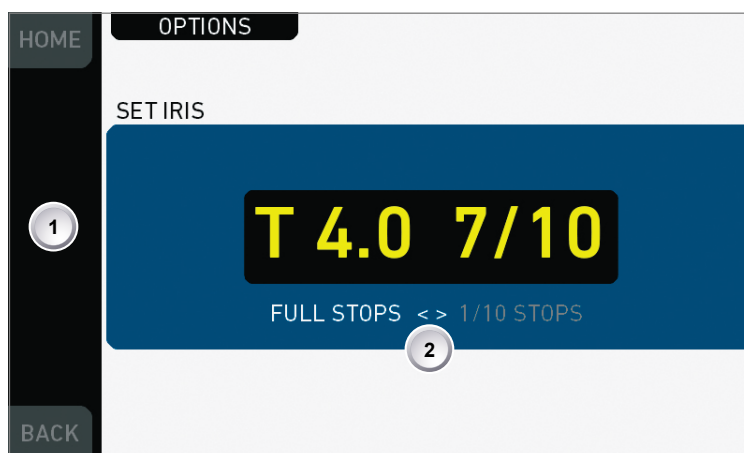 HOME
OPTIONS
SET IRIS
1
T 4.0 7/10
FULL STOPS < > 1/10 STOPS
2
BACK